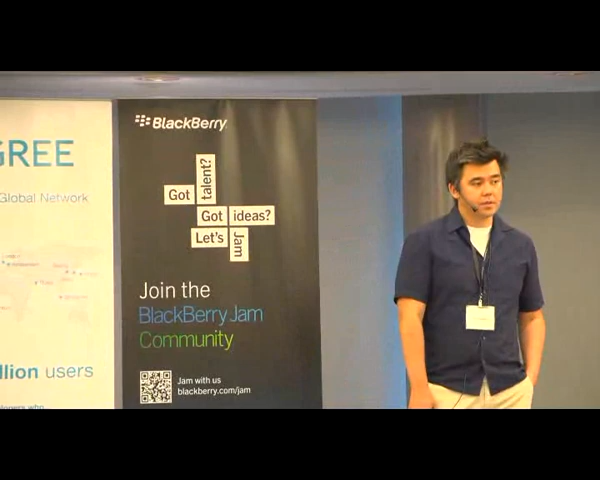 GREE
Global Network
llion users
BlackBerry
Got
talent?
Got ideas?
Let's
Jam
Join the
BlackBerry Jam
Community
Jam with us
blackberry.com/jam